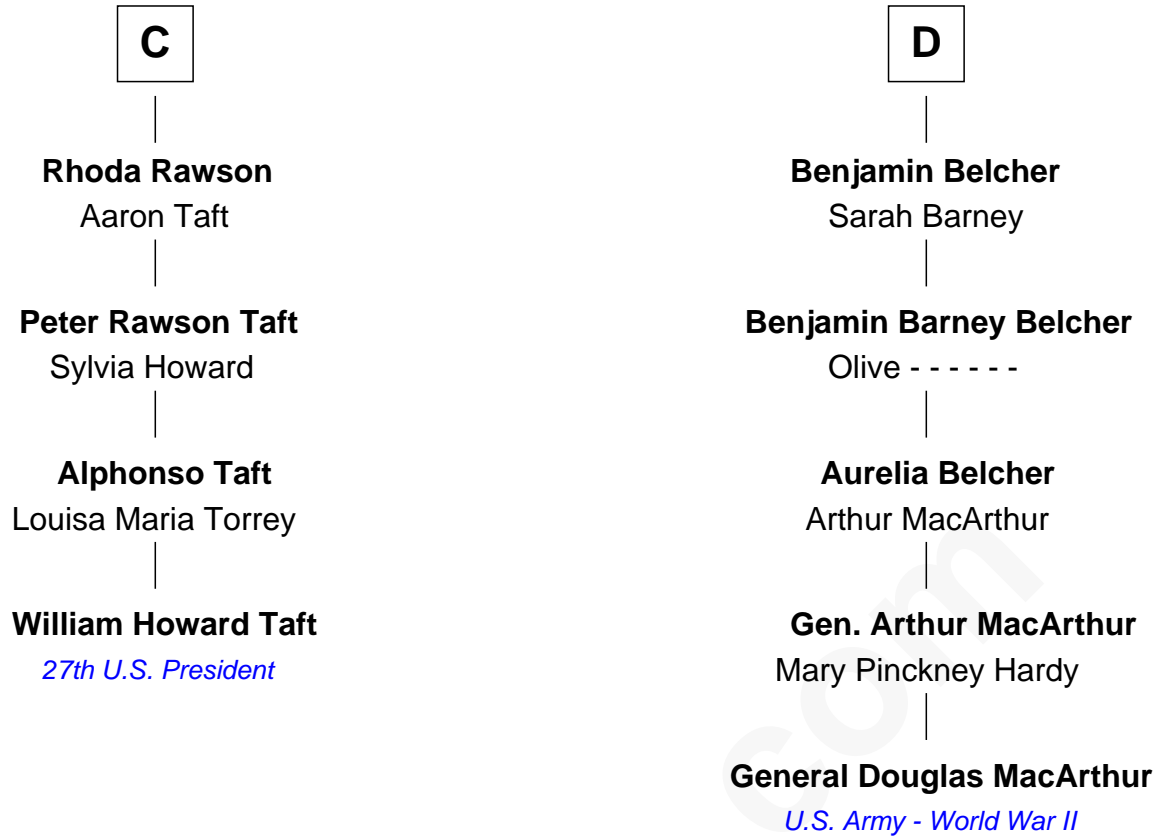 C
Rhoda Rawson
Aaron Taft
Peter Rawson Taft
Sylvia Howard
Alphonso Taft
Louisa Maria Torrey
William Howard Taft
27th U.S. President
D
Benjamin Belcher
Sarah Barney
Benjamin Barney Belcher
Olive - - - - - -
Aurelia Belcher
Arthur MacArthur
Gen. Arthur MacArthur
Mary Pinckney Hardy
General Douglas MacArthur
U.S. Army - World War II
com